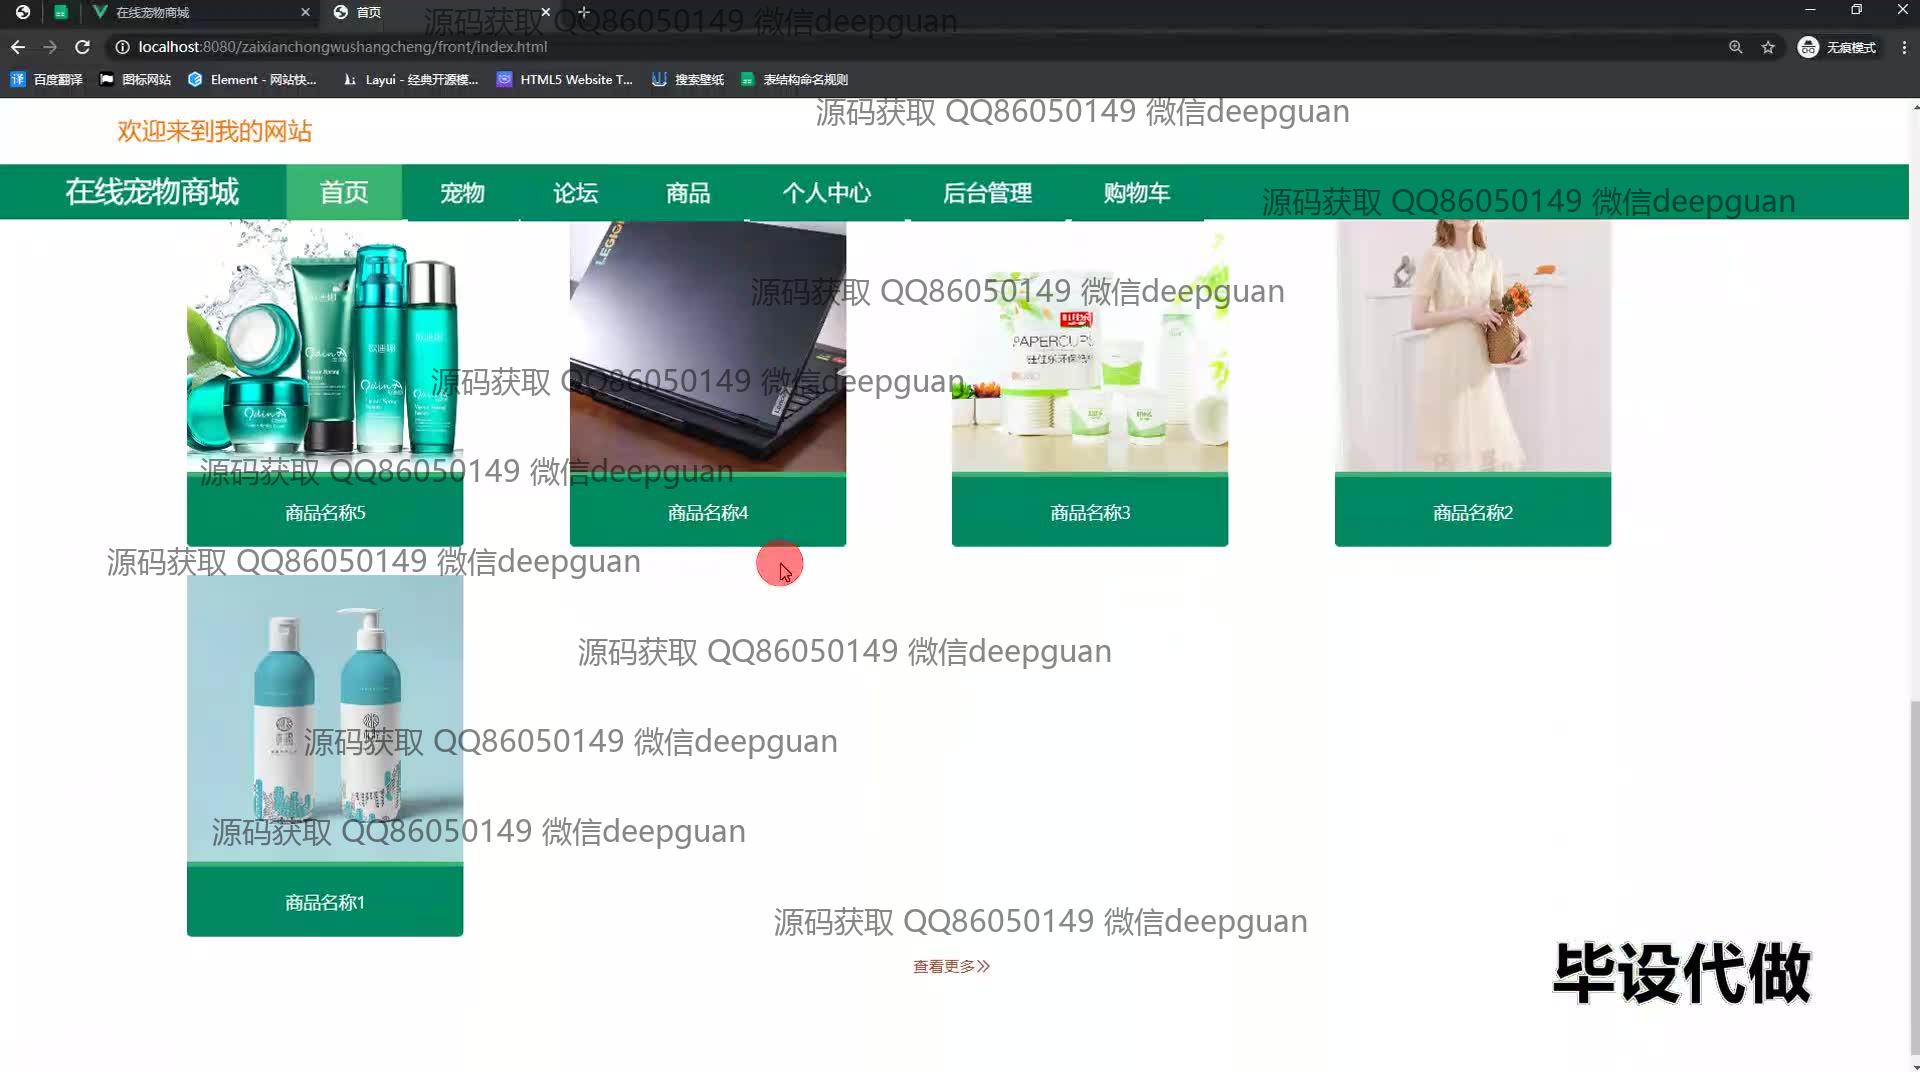 在线宠物商城
首页
localhost:8080/zaixianchongwushangcheng/front/index.html
无痕模式
百度翻译
图标网站
Element - 网站快...
Layui - 经典开源模...
HTML5 Website T...
搜索壁纸
表结构命名规则
源码获取 QQ86050149 微信deepguan
欢迎来到我的网站
源码获取 QQ86050149 微信deepguan
在线宠物商城
首页
宠物
论坛
商品
个人中心
后台管理
购物车
源码获取 QQ86050149 微信deepguan
LEGION
源码获取 QQ86050149 微信deepguan
PAPERCUPS
源码获取 QQ86050149 微信deepguan
源码获取 QQ86050149 微信deepguan
商品名称5
商品名称4
商品名称3
商品名称2
源码获取 QQ86050149 微信deepguan
源码获取 QQ86050149 微信deepguan
源码获取 QQ86050149 微信deepguan
源码获取 QQ86050149 微信deepguan
商品名称1
源码获取 QQ86050149 微信deepguan
查看更多
毕设代做